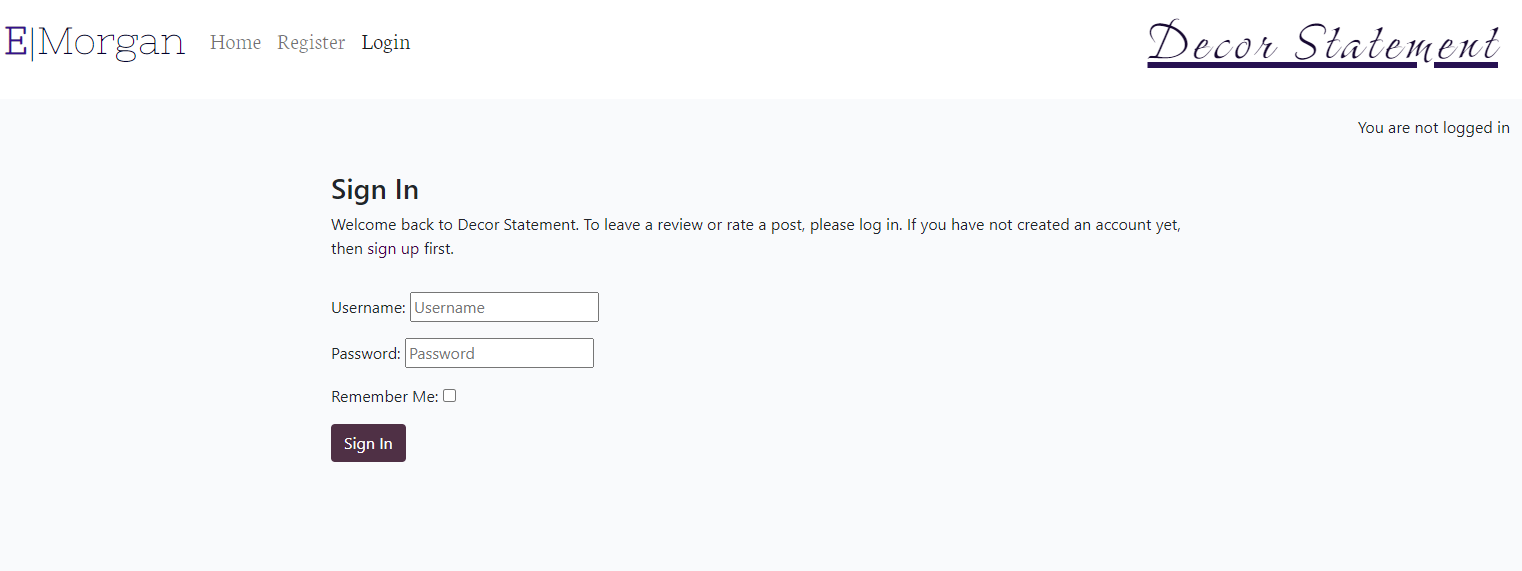 E|Morgan Home Register Login Decor Statement
You are not logged in
Sign In
Welcome back to Decor Statement. To leave a review or rate a post, please log in. If you have not created an account yet,
then sign up first.
Username: Username
Password: Password
Remember Me:
Sign In